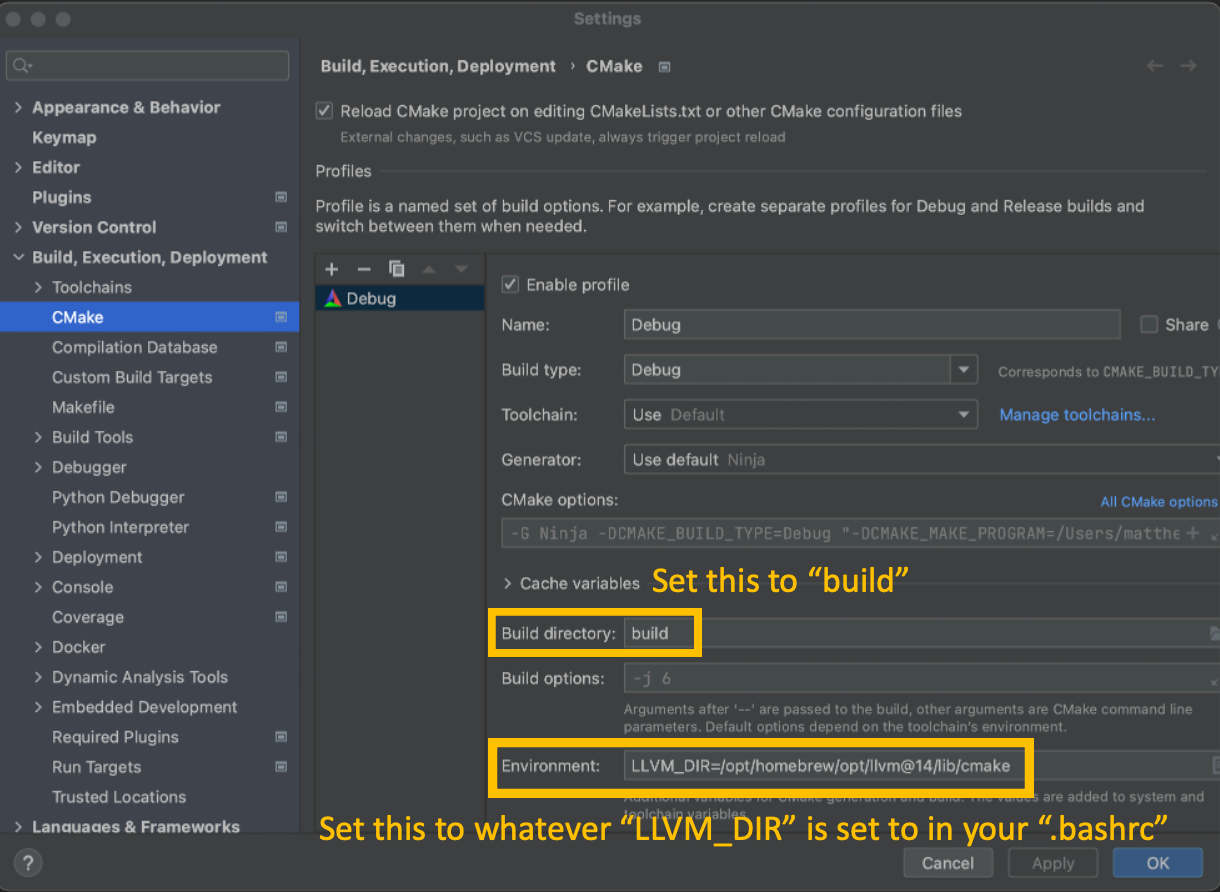 Settings
Build, Execution, Deployment › CMake
Appearance & Behavior
Keymap
Editor
Plugins
Version Control
Build, Execution, Deployment
Toolchains
CMake
Compilation Database
Custom Build Targets
Makefile
Build Tools
Debugger
Python Debugger
Python Interpreter
Deployment
Console
Coverage
Docker
Dynamic Analysis Tools
Embedded Development
Required Plugins
Run Targets
Trusted Locations
Languages & Frameworks
Reload CMake project on editing CMakeLists.txt or other CMake configuration files
External changes, such as VCS update, always trigger project reload
Profiles
Profile is a named set of build options. For example, create separate profiles for Debug and Release builds and
switch between them when needed.
Debug
Enable profile
Name: Debug Share
Build type: Debug Corresponds to CMAKE_BUILD_TY
Toolchain: Use Default Manage toolchains...
Generator: Use default Ninja
CMake options: All CMake options
-G Ninja -DCMAKE_BUILD_TYPE=Debug "-DCMAKE_MAKE_PROGRAM=/Users/matthe
Cache variables Set this to “build”
Build directory: build
Build options: -j 6
Arguments after '--' are passed to the build, other arguments are CMake command line
parameters. Default options depend on the toolchain's environment.
Environment: LLVM_DIR=/opt/homebrew/opt/llvm@14/lib/cmake
Additional variables for CMake generation and build. The values are added to system and
toolchain variables.
Set this to whatever “LLVM_DIR” is set to in your “.bashrc”
? Cancel Apply OK